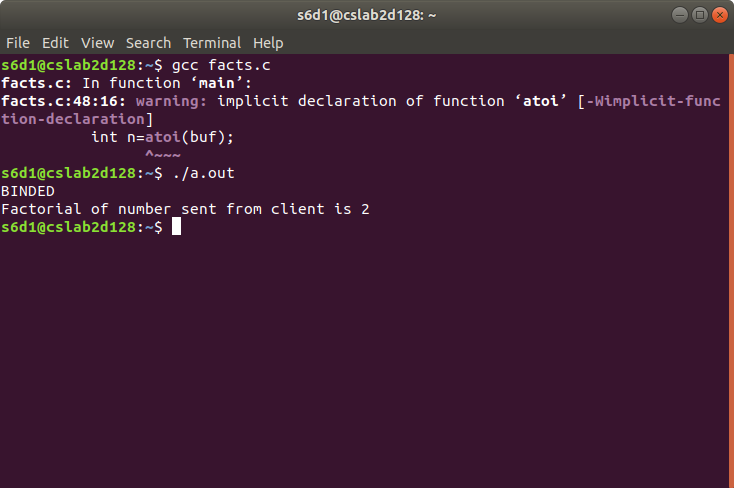 s6d1@cslab2d128: ~
File Edit View Search Terminal Help
s6d1@cslab2d128:~$ gcc facts.c
facts.c: In function ‘main’:
facts.c:48:16: warning: implicit declaration of function ‘atoi’ [-Wimplicit-func
tion-declaration]
          int n=atoi(buf);
                ^~~~
s6d1@cslab2d128:~$ ./a.out
BINDED
Factorial of number sent from client is 2
s6d1@cslab2d128:~$